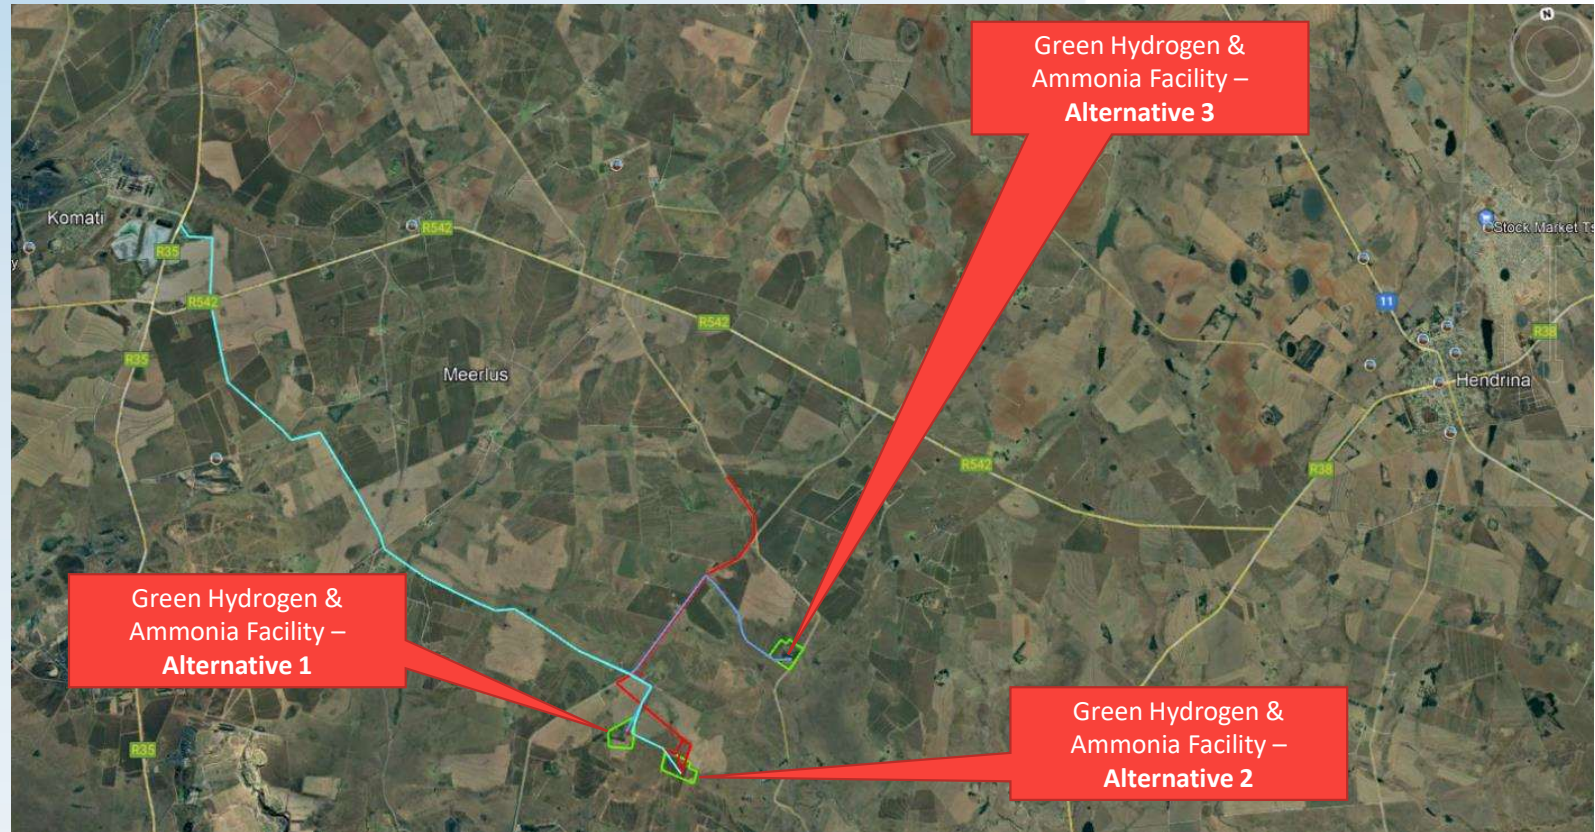 N
Green Hydrogen &
Ammonia Facility –
Alternative 3
Komati
R542
R35
y
Stock Market Ts
R542
11
R542
R38
R35
Meerlus
Hendrina
R542
R38
Green Hydrogen &
Ammonia Facility –
Alternative 1
Green Hydrogen &
Ammonia Facility –
Alternative 2
R35